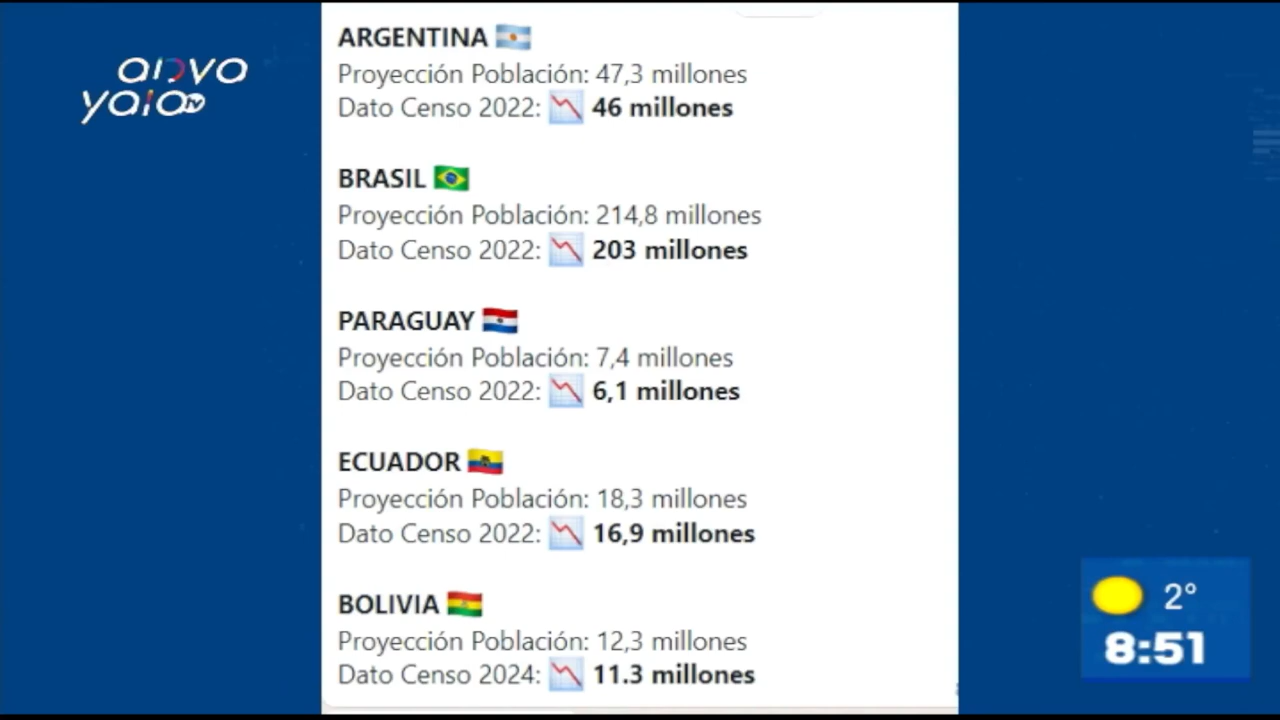 ARGENTINA
Proyección Población: 47,3 millones
Dato Censo 2022: 46 millones
BRASIL
Proyección Población: 214,8 millones
Dato Censo 2022: 203 millones
PARAGUAY
Proyección Población: 7,4 millones
Dato Censo 2022: 6,1 millones
ECUADOR
Proyección Población: 18,3 millones
Dato Censo 2022: 16,9 millones
BOLIVIA
Proyección Población: 12,3 millones
Dato Censo 2024: 11.3 millones
2°
8:51